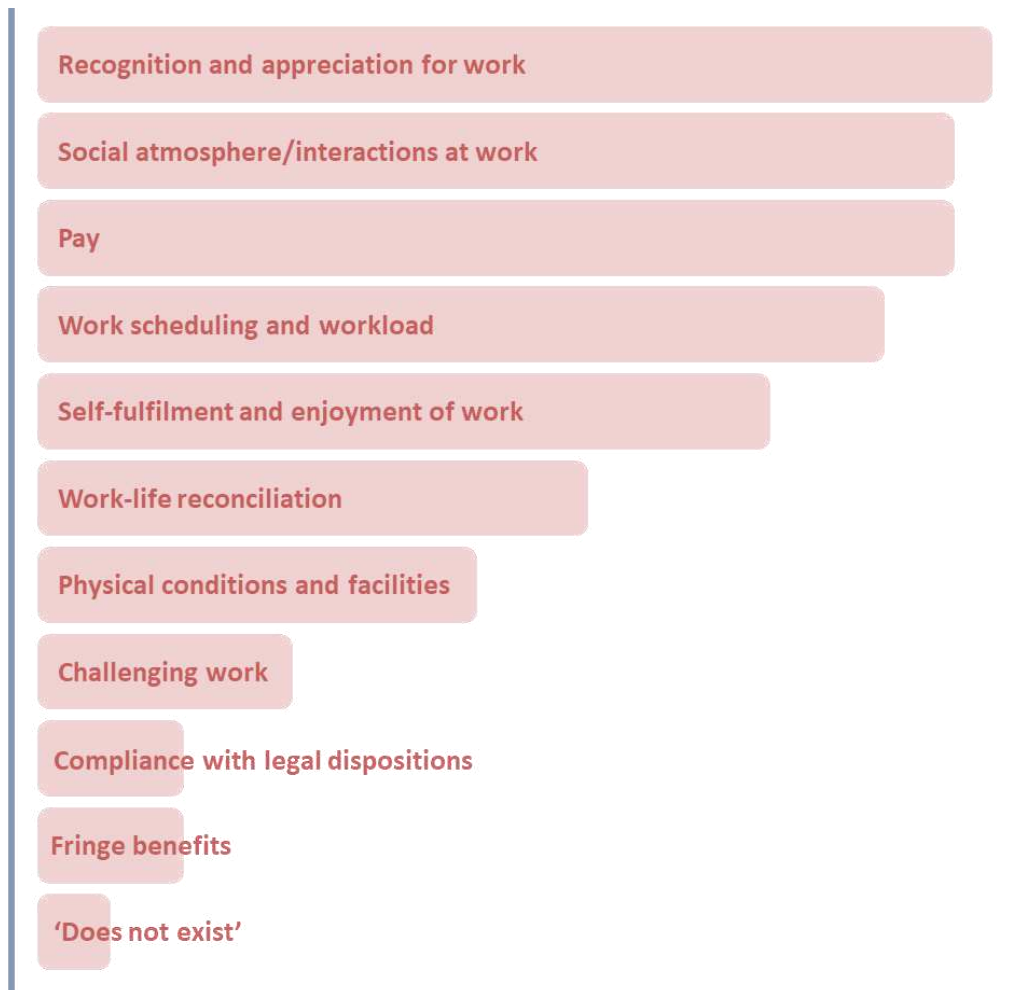 Recognition and appreciation for work
Social atmosphere/interactions at work
Pay
Work scheduling and workload
Self-fulfilment and enjoyment of work
Work-life reconciliation
Physical conditions and facilities
Challenging work
Compliance with legal dispositions
Fringe benefits
‘Does not exist’